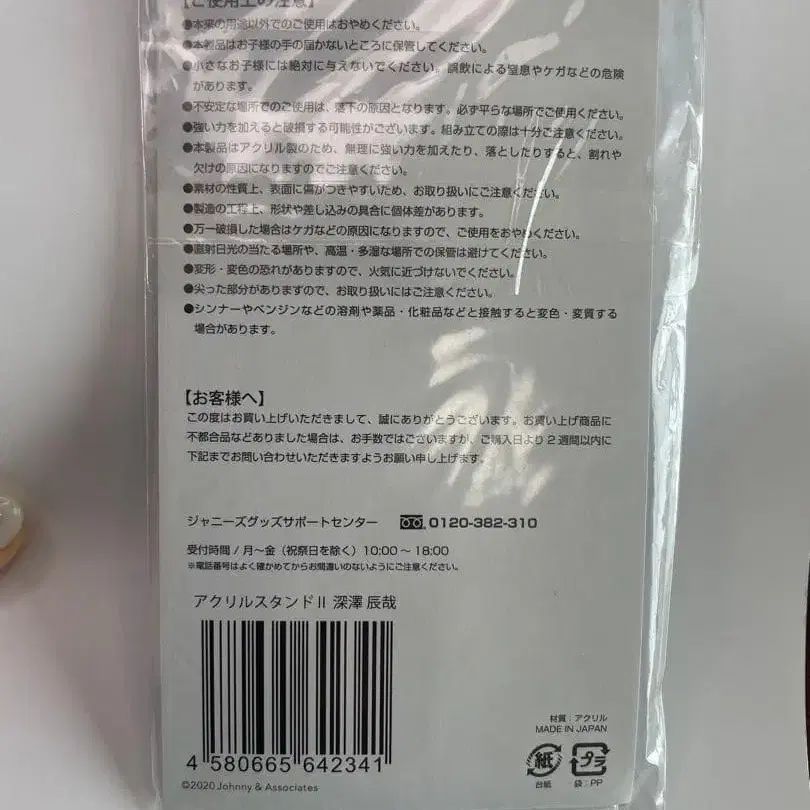 【ご使用上の注意】
●本来の用途以外でのご使用はおやめください。
●本製品はお子様の手の届かないところに保管してください。
●小さなお子様には絶対に与えないでください。誤飲による窒息やケガなどの危険
があります。
●不安定な場所でのご使用は、落下の原因となります。必ず平らな場所でご使用ください。
●強い力を加えると破損する可能性がございます。組み立ての際は十分ご注意ください。
●本製品はアクリル製のため、無理に強い力を加えたり、落としたりすると、割れや
欠けの原因になりますのでご注意ください。
●素材の性質上、表面に傷がつきやすいため、お取り扱いにご注意ください。
●製造の工程上、形状や差し込みの具合に個体差があります。
●万一破損した場合はケガなどの原因になりますので、ご使用をおやめください。
●直射日光の当たる場所や、高温・多湿な場所での保管は避けてください。
●変形・変色の恐れがありますので、火気に近づけないでください。
●尖った部分がありますので、お取り扱いにはご注意ください。
●シンナーやベンジンなどの溶剤や薬品・化粧品などと接触すると変色・変質する
場合があります。
【お客様へ】
この度はお買い上げいただきまして、誠にありがとうございます。お買い上げ商品に
不都合品などありました場合は、お手数ではございますが、ご購入日より2週間以内に
下記までお問い合わせいただきますようお願い申し上げます。
ジャニーズグッズサポートセンター 0120-382-310
受付時間/月〜金（祝祭日を除く）10:00〜18:00
※電話番号はよく確かめてからお間違いのないようにご注意ください。
アクリルスタンドⅡ 深澤 辰哉
材質：アクリル
MADE IN JAPAN
4 580665 642341
紙 プラ
台紙 袋：PP
©2020 Johnny & Associates